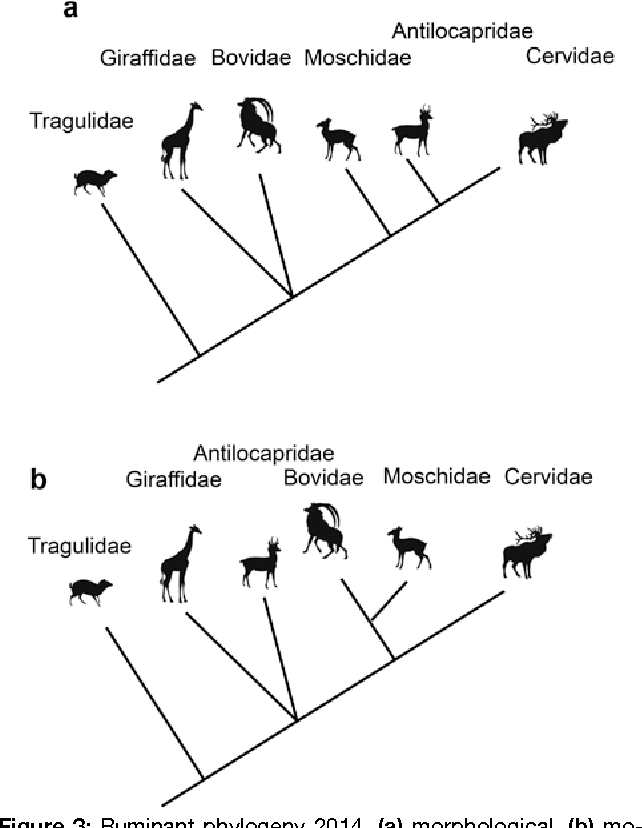 a
Antilocapridae
Giraffidae Bovidae Moschidae Cervidae
Tragulidae
b
Antilocapridae
Giraffidae Bovidae Moschidae Cervidae
Tragulidae
Figure 3: Ruminant phylogeny 2014, (a) morphological, (b) mo-